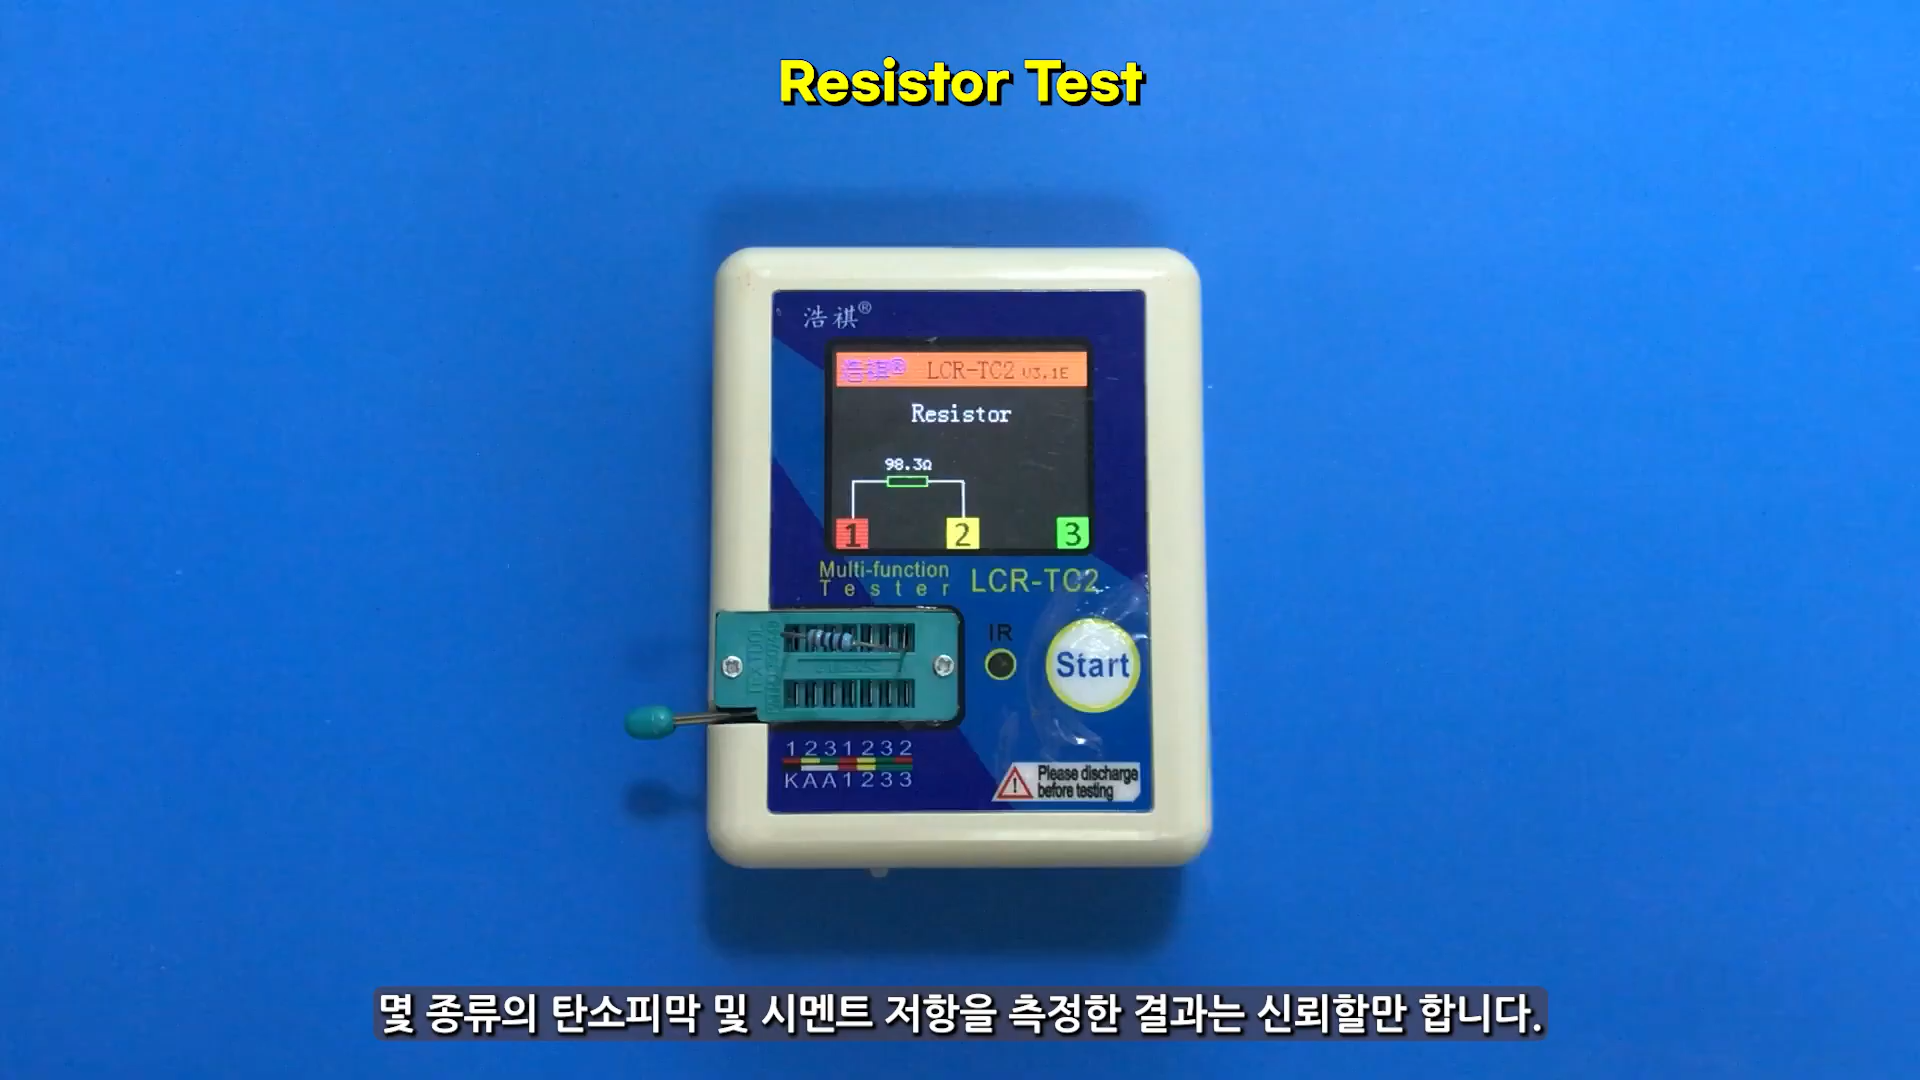 Resistor Test
浩祺®
浩祺® LCR-TC2 V3.1E
Resistor
98.3Ω
1 2 3
Multi-function
Tester
LCR-TC2
IR
Start
1231232
KAA1233
Please discharge
before testing
몇 종류의 탄소피막 및 시멘트 저항을 측정한 결과는 신뢰할만 합니다.